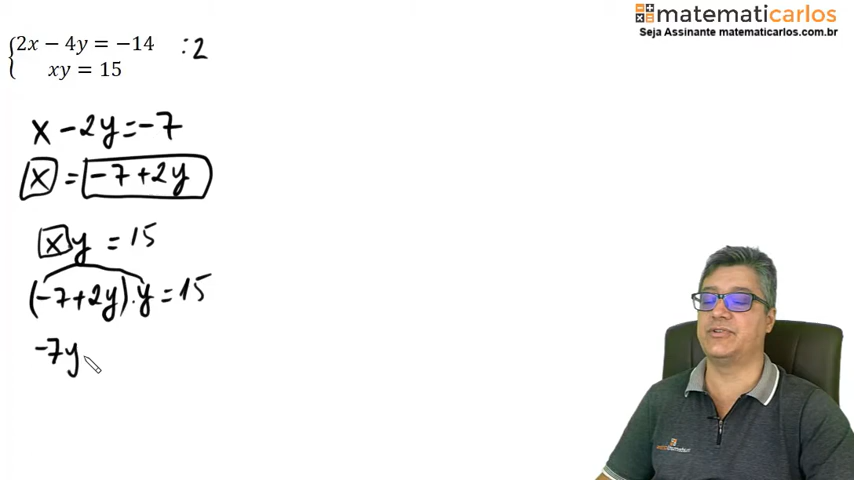 matematicarlos
Seja Assinante matematicarlos.com.br
2x − 4y = −14 :2
xy = 15
x - 2y = -7
x = -7 + 2y
xy = 15
(-7+2y).y = 15
-7y